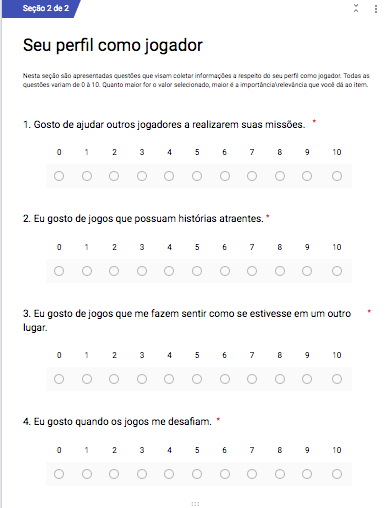 Seção 2 de 2
Seu perfil como jogador
Nesta seção são apresentadas questões que visam coletar informações a respeito do seu perfil como jogador. Todas as
questões variam de 0 à 10. Quanto maior for o valor selecionado, maior é a importância\relevância que você dá ao item.
1. Gosto de ajudar outros jogadores a realizarem suas missões. *
0 1 2 3 4 5 6 7 8 9 10
2. Eu gosto de jogos que possuam histórias atraentes. *
0 1 2 3 4 5 6 7 8 9 10
3. Eu gosto de jogos que me fazem sentir como se estivesse em um outro *
lugar.
0 1 2 3 4 5 6 7 8 9 10
4. Eu gosto quando os jogos me desafiam. *
0 1 2 3 4 5 6 7 8 9 10